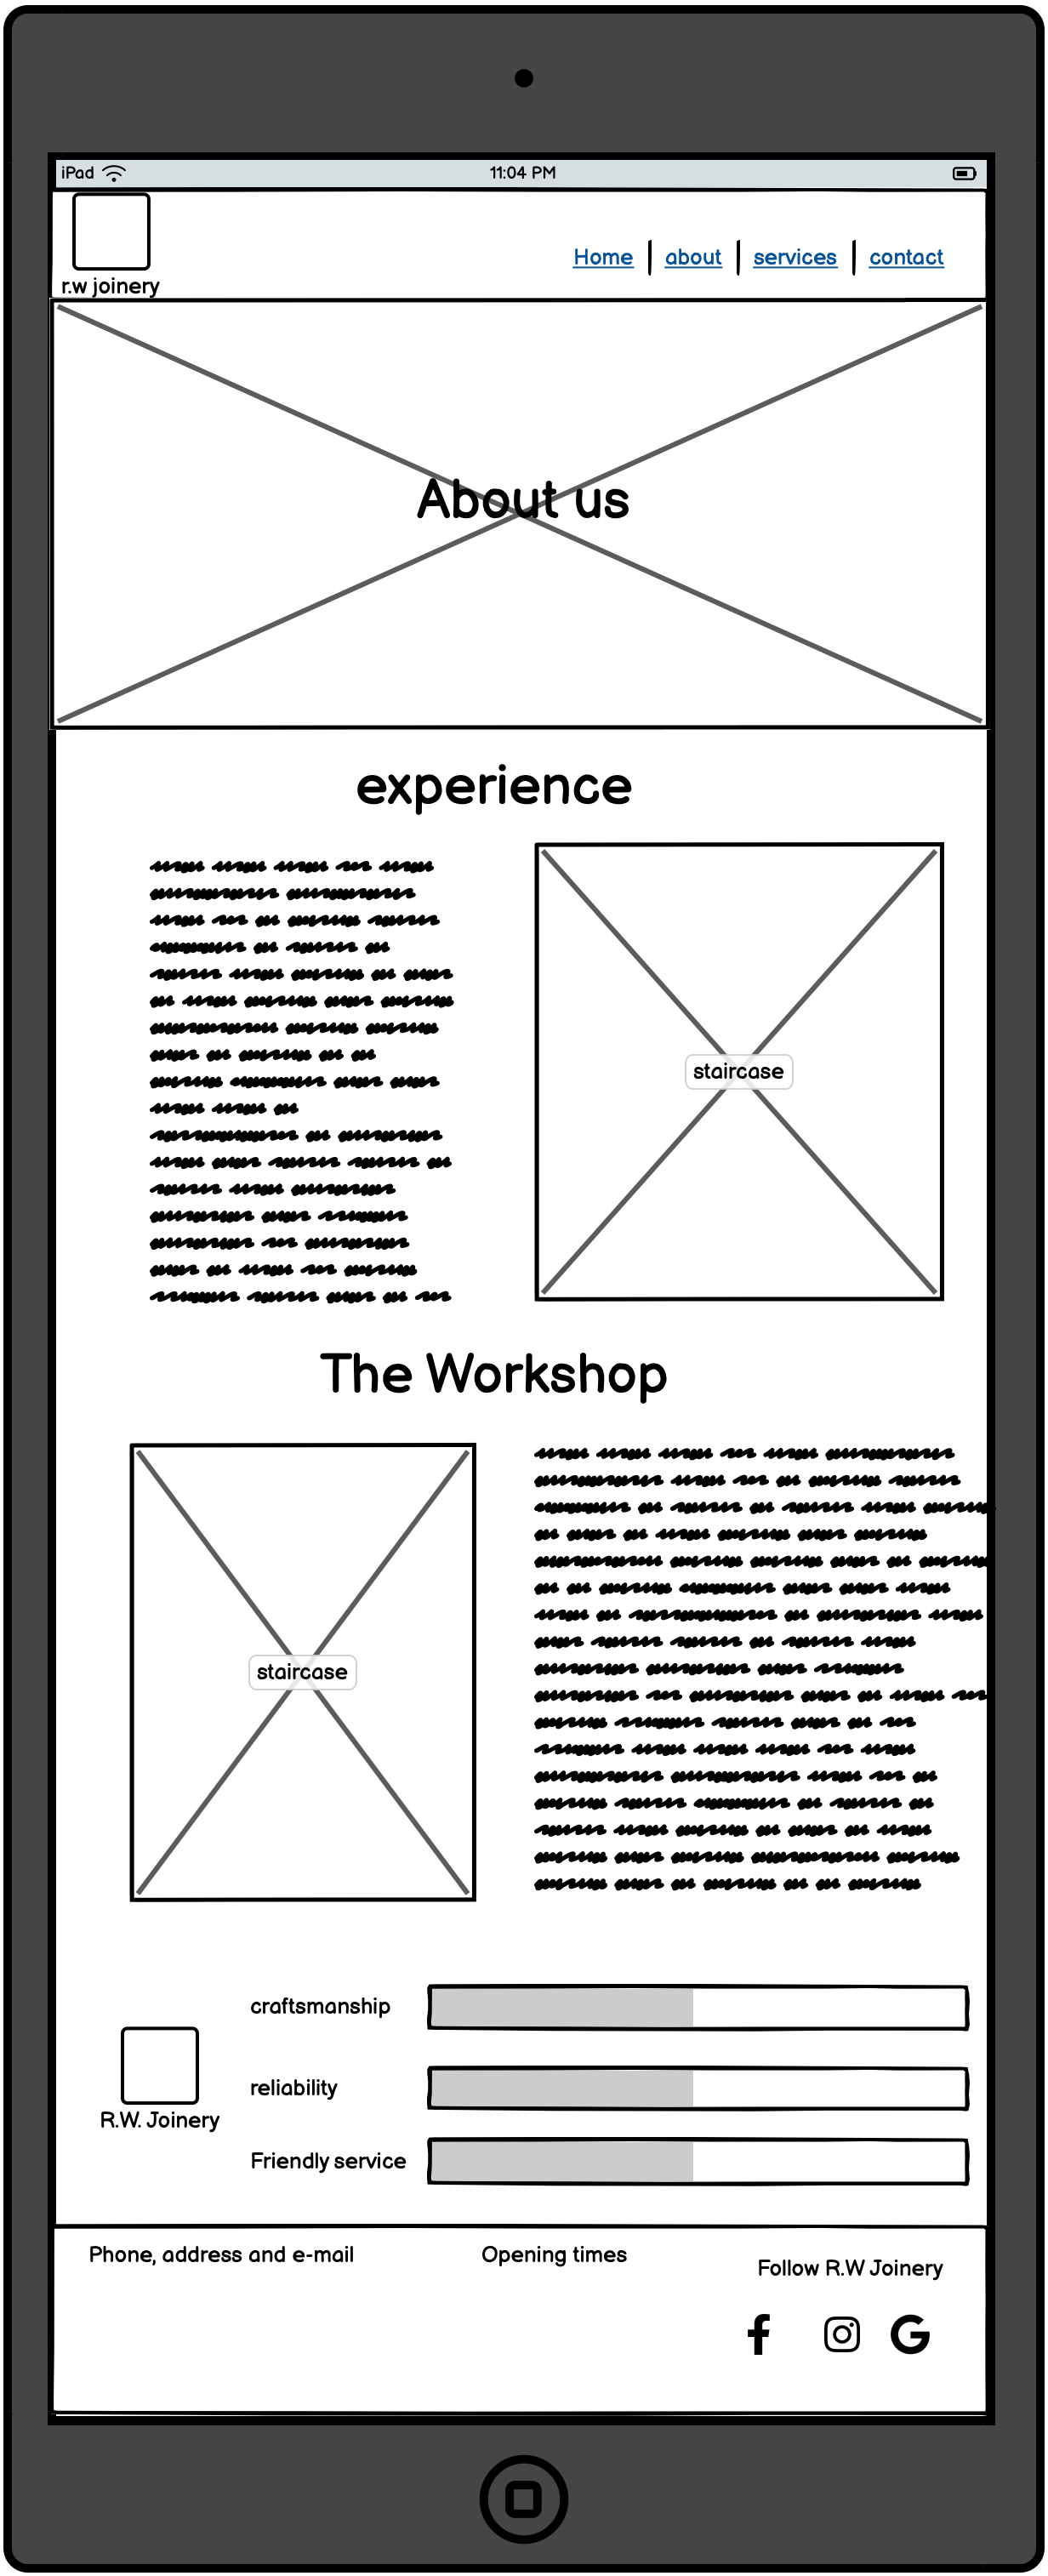 iPad
11:04 PM
r.w joinery
Home about services contact
About us
experience
staircase
The Workshop
staircase
craftsmanship
reliability
R.W. Joinery
Friendly service
Phone, address and e-mail
Opening times
Follow R.W Joinery